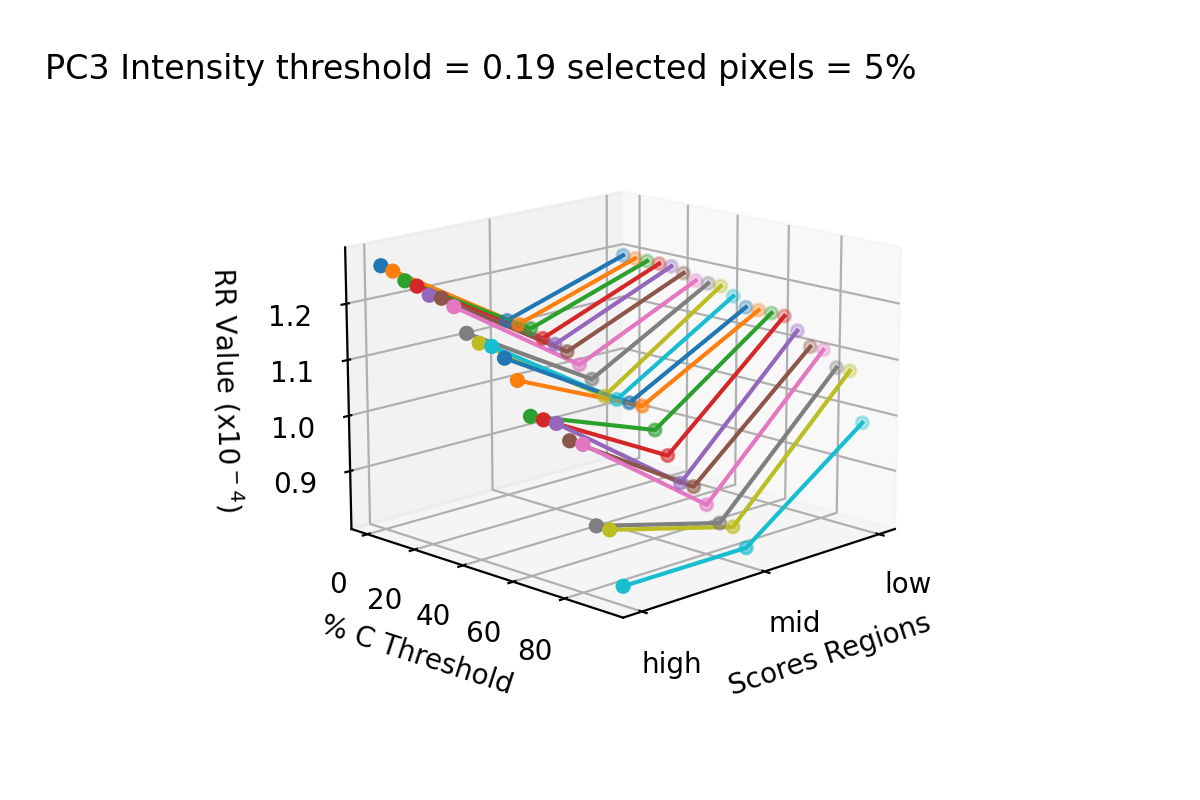 PC3 Intensity threshold = 0.19 selected pixels = 5%
RR Value (x10⁻⁴)
1.2
1.1
1.0
0.9
0
20
40
60
80
% C Threshold
high
mid
low
Scores Regions